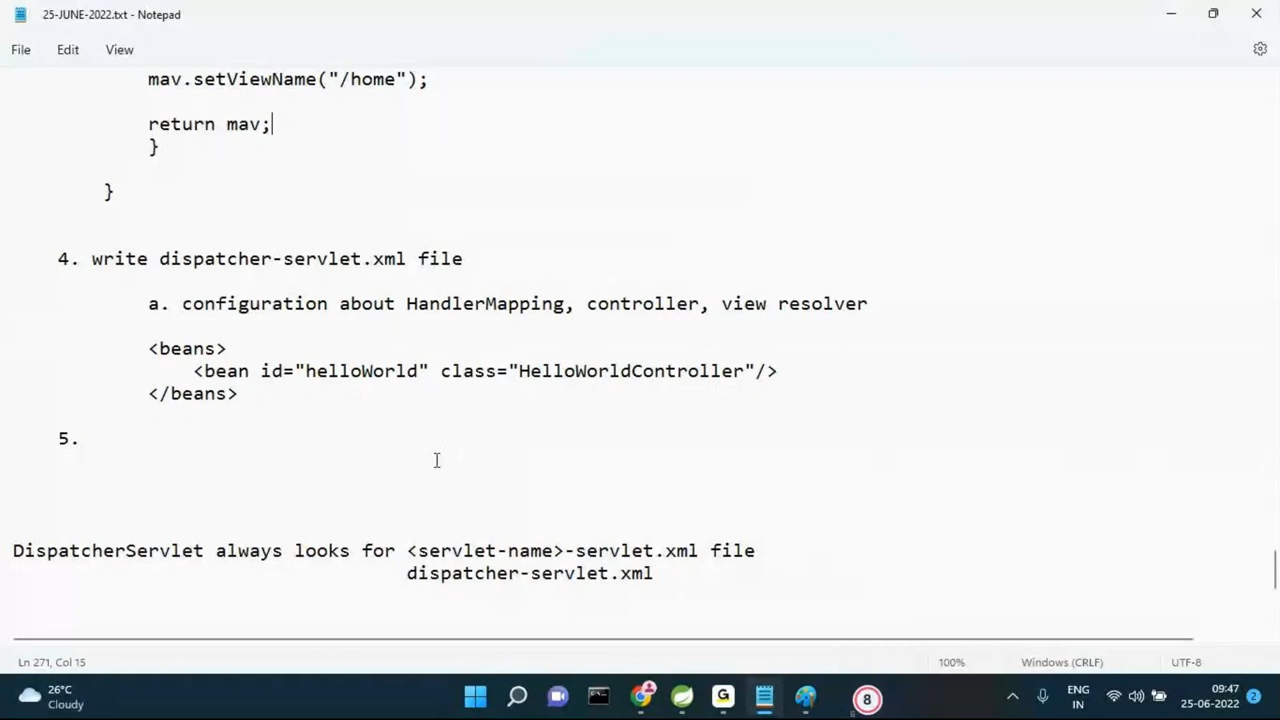 25-JUNE-2022.txt - Notepad
File Edit View
mav.setViewName("/home");
return mav;
}
}
4. write dispatcher-servlet.xml file
a. configuration about HandlerMapping, controller, view resolver
<beans>
<bean id="helloWorld" class="HelloWorldController"/>
</beans>
5.
DispatcherServlet always looks for <servlet-name>-servlet.xml file
dispatcher-servlet.xml
Ln 271, Col 15 100% Windows (CRLF) UTF-8
26°C
Cloudy
G
8
ENG
IN
09:47
25-06-2022
2